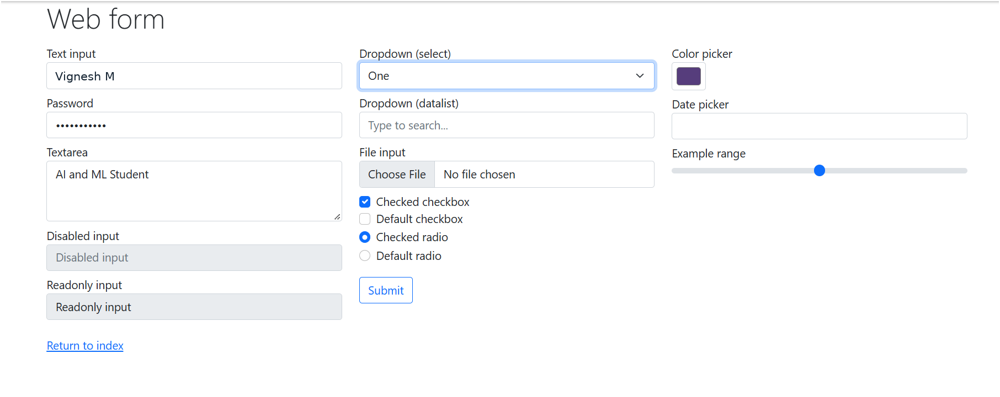 Web form
Text input
Vignesh M
Password
•••••••••••
Textarea
AI and ML Student
Disabled input
Disabled input
Readonly input
Readonly input
Return to index
Dropdown (select)
One
Dropdown (datalist)
Type to search...
File input
Choose File No file chosen
Checked checkbox
Default checkbox
Checked radio
Default radio
Submit
Color picker
Date picker
Example range